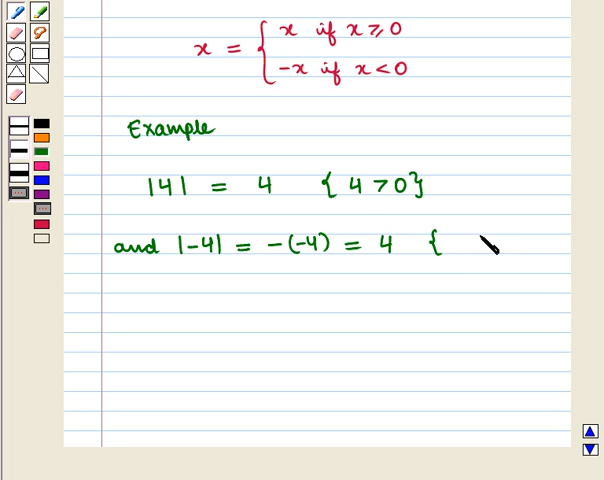 x = { x if x ≥ 0
-x if x < 0
Example
|4| = 4 { 4 > 0 }
and |-4| = -(-4) = 4 {